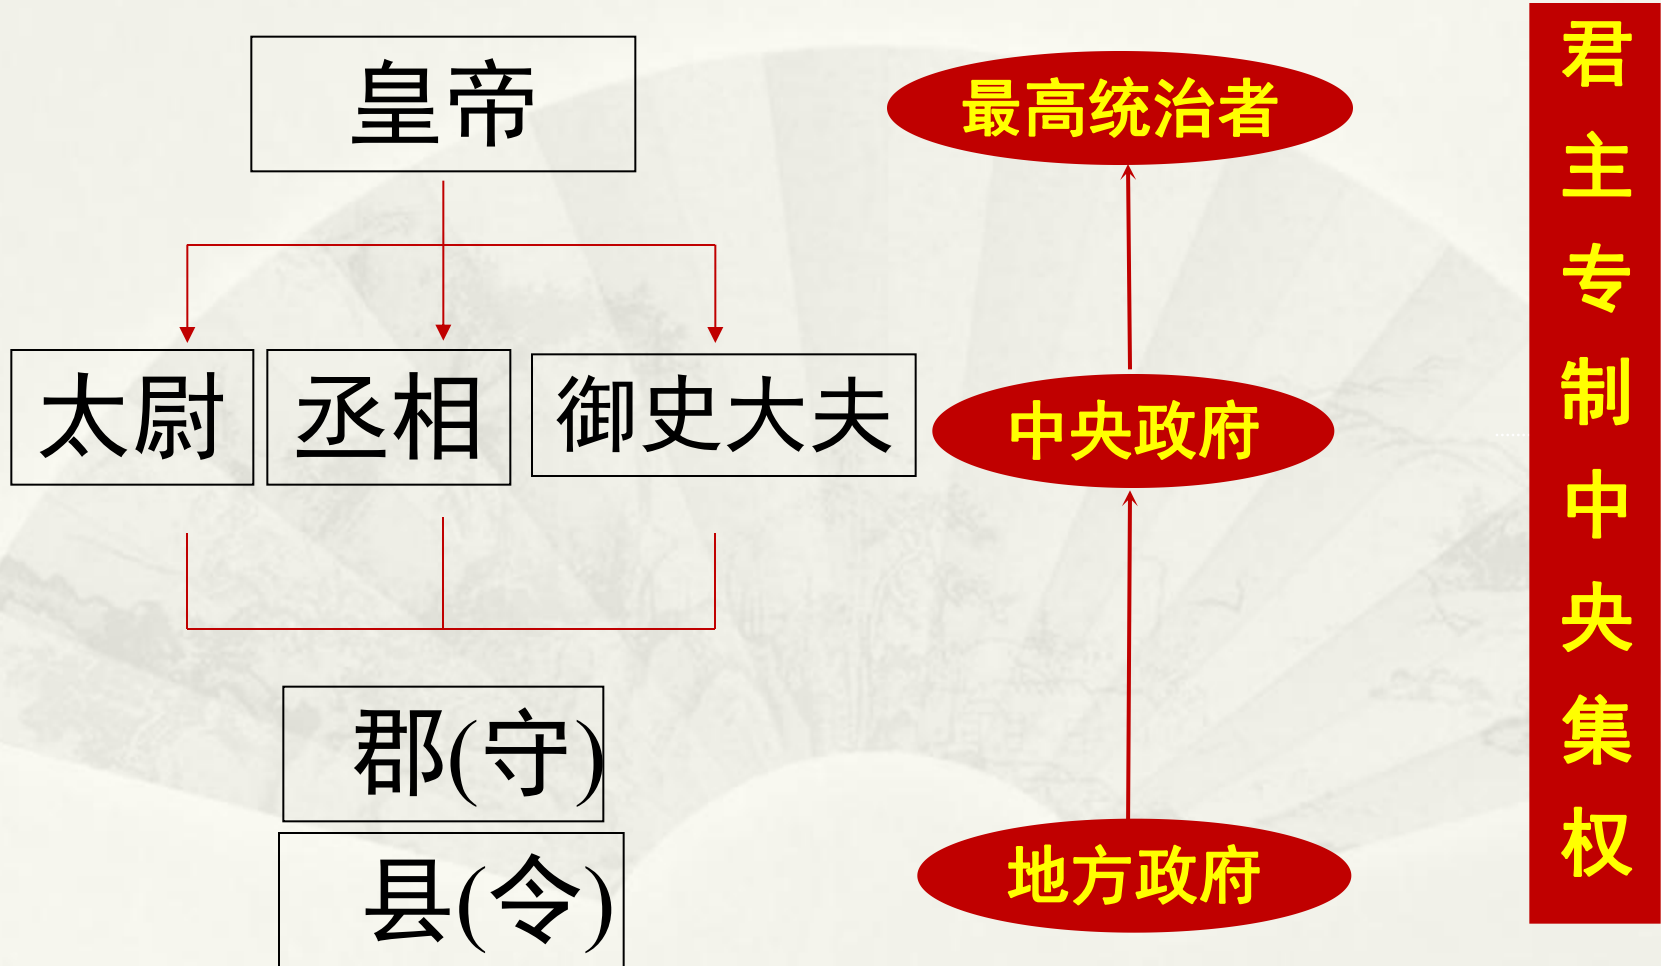 皇帝
最高统治者
太尉
丞相
御史大夫
中央政府
郡(守)
县(令)
地方政府
君主专制中央集权